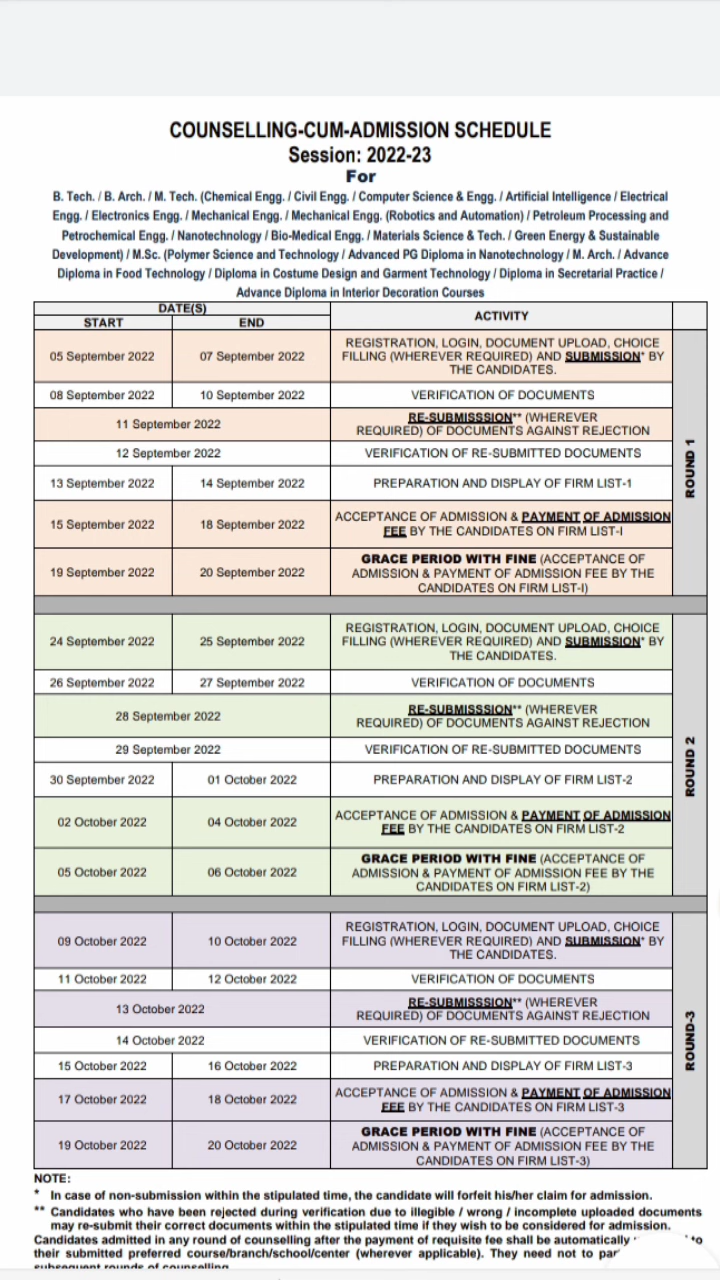 COUNSELLING-CUM-ADMISSION SCHEDULE
Session: 2022-23
For
B. Tech. / B. Arch. / M. Tech. (Chemical Engg. / Civil Engg. / Computer Science & Engg. / Artificial Intelligence / Electrical
Engg. / Electronics Engg. / Mechanical Engg. / Mechanical Engg. (Robotics and Automation) / Petroleum Processing and
Petrochemical Engg. / Nanotechnology / Bio-Medical Engg. / Materials Science & Tech. / Green Energy & Sustainable
Development) / M.Sc. (Polymer Science and Technology / Advanced PG Diploma in Nanotechnology / M. Arch. / Advance
Diploma in Food Technology / Diploma in Costume Design and Garment Technology / Diploma in Secretarial Practice /
Advance Diploma in Interior Decoration Courses
DATE(S)
START END ACTIVITY
ROUND 1
05 September 2022 07 September 2022 REGISTRATION, LOGIN, DOCUMENT UPLOAD, CHOICE
FILLING (WHEREVER REQUIRED) AND SUBMISSION* BY
THE CANDIDATES.
08 September 2022 10 September 2022 VERIFICATION OF DOCUMENTS
11 September 2022 RE-SUBMISSSION** (WHEREVER
REQUIRED) OF DOCUMENTS AGAINST REJECTION
12 September 2022 VERIFICATION OF RE-SUBMITTED DOCUMENTS
13 September 2022 14 September 2022 PREPARATION AND DISPLAY OF FIRM LIST-1
15 September 2022 18 September 2022 ACCEPTANCE OF ADMISSION & PAYMENT OF ADMISSION
FEE BY THE CANDIDATES ON FIRM LIST-I
19 September 2022 20 September 2022 GRACE PERIOD WITH FINE (ACCEPTANCE OF
ADMISSION & PAYMENT OF ADMISSION FEE BY THE
CANDIDATES ON FIRM LIST-I)
ROUND 2
24 September 2022 25 September 2022 REGISTRATION, LOGIN, DOCUMENT UPLOAD, CHOICE
FILLING (WHEREVER REQUIRED) AND SUBMISSION* BY
THE CANDIDATES.
26 September 2022 27 September 2022 VERIFICATION OF DOCUMENTS
28 September 2022 RE-SUBMISSSION** (WHEREVER
REQUIRED) OF DOCUMENTS AGAINST REJECTION
29 September 2022 VERIFICATION OF RE-SUBMITTED DOCUMENTS
30 September 2022 01 October 2022 PREPARATION AND DISPLAY OF FIRM LIST-2
02 October 2022 04 October 2022 ACCEPTANCE OF ADMISSION & PAYMENT OF ADMISSION
FEE BY THE CANDIDATES ON FIRM LIST-2
05 October 2022 06 October 2022 GRACE PERIOD WITH FINE (ACCEPTANCE OF
ADMISSION & PAYMENT OF ADMISSION FEE BY THE
CANDIDATES ON FIRM LIST-2)
ROUND-3
09 October 2022 10 October 2022 REGISTRATION, LOGIN, DOCUMENT UPLOAD, CHOICE
FILLING (WHEREVER REQUIRED) AND SUBMISSION* BY
THE CANDIDATES.
11 October 2022 12 October 2022 VERIFICATION OF DOCUMENTS
13 October 2022 RE-SUBMISSSION** (WHEREVER
REQUIRED) OF DOCUMENTS AGAINST REJECTION
14 October 2022 VERIFICATION OF RE-SUBMITTED DOCUMENTS
15 October 2022 16 October 2022 PREPARATION AND DISPLAY OF FIRM LIST-3
17 October 2022 18 October 2022 ACCEPTANCE OF ADMISSION & PAYMENT OF ADMISSION
FEE BY THE CANDIDATES ON FIRM LIST-3
19 October 2022 20 October 2022 GRACE PERIOD WITH FINE (ACCEPTANCE OF
ADMISSION & PAYMENT OF ADMISSION FEE BY THE
CANDIDATES ON FIRM LIST-3)
NOTE:
* In case of non-submission within the stipulated time, the candidate will forfeit his/her claim for admission.
** Candidates who have been rejected during verification due to illegible / wrong / incomplete uploaded documents
may re-submit their correct documents within the stipulated time if they wish to be considered for admission.
Candidates admitted in any round of counselling after the payment of requisite fee shall be automatically to
their submitted preferred course/branch/school/center (wherever applicable). They need not to
subsequent rounds of counselling